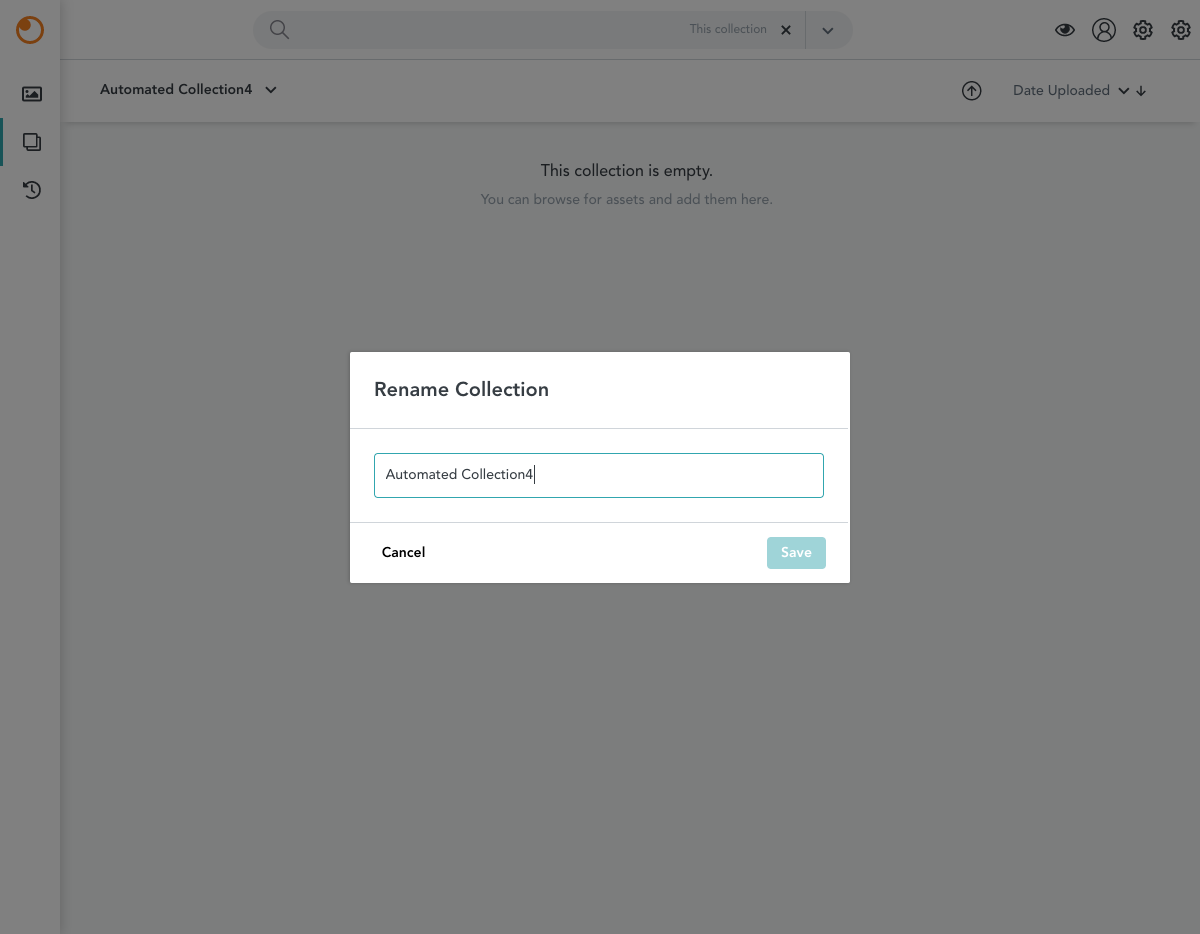 This collection
Automated Collection4
Date Uploaded
This collection is empty.
You can browse for assets and add them here.
Rename Collection
Automated Collection4
Cancel
Save